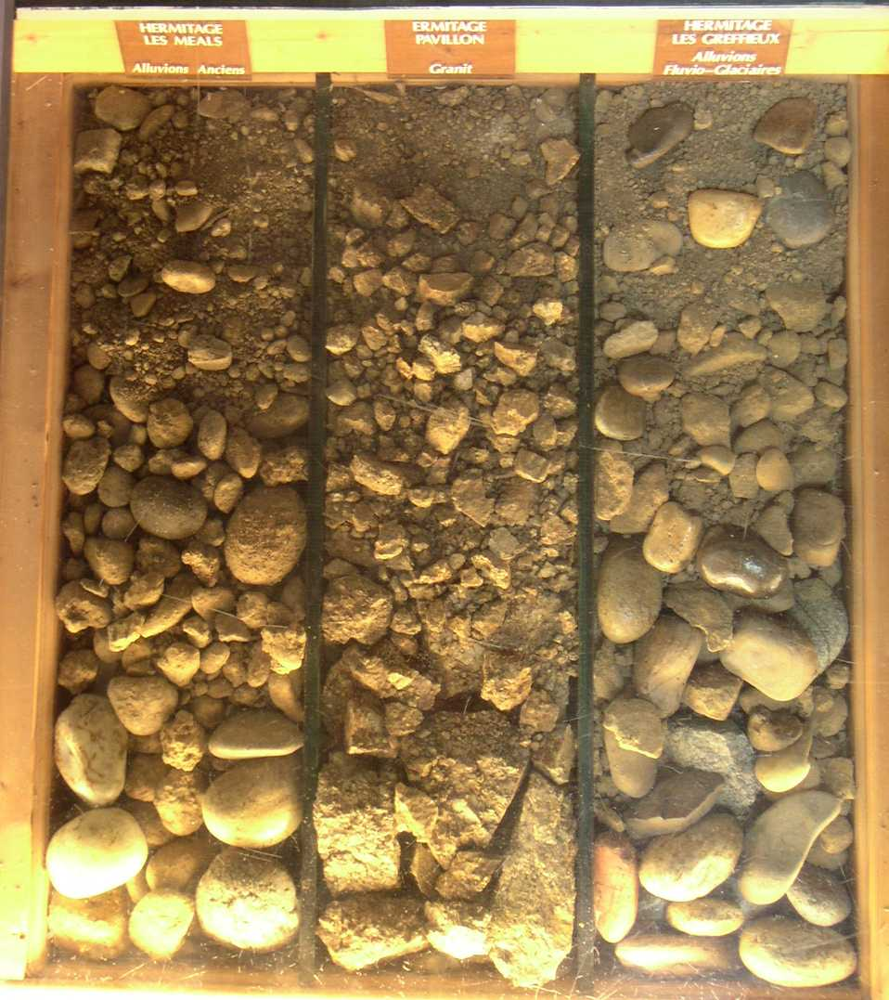 HERMITAGE
LES MEALS
Alluvions Anciens
ERMITAGE
PAVILLON
Granit
HERMITAGE
LES GREFFIEUX
Alluvions
Fluvio-Glaciaires